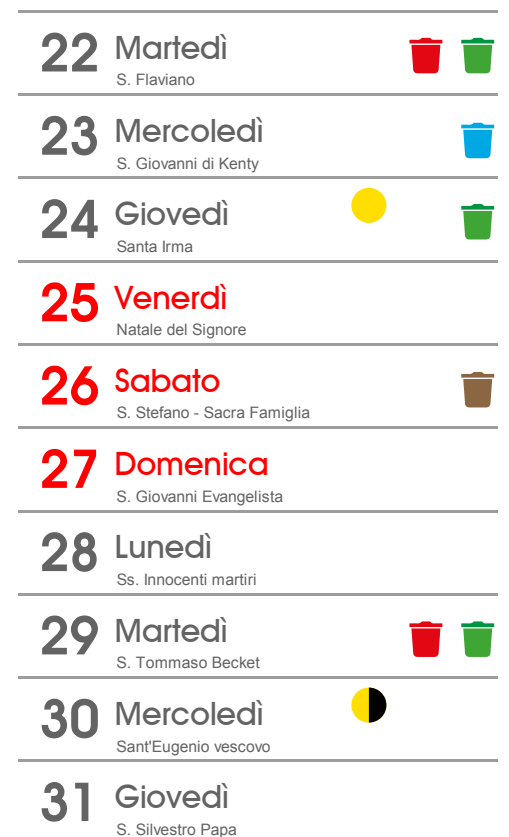 22 Martedì
S. Flaviano
23 Mercoledì
S. Giovanni di Kenty
24 Giovedì
Santa Irma
25 Venerdì
Natale del Signore
26 Sabato
S. Stefano - Sacra Famiglia
27 Domenica
S. Giovanni Evangelista
28 Lunedì
Ss. Innocenti martiri
29 Martedì
S. Tommaso Becket
30 Mercoledì
Sant'Eugenio vescovo
31 Giovedì
S. Silvestro Papa